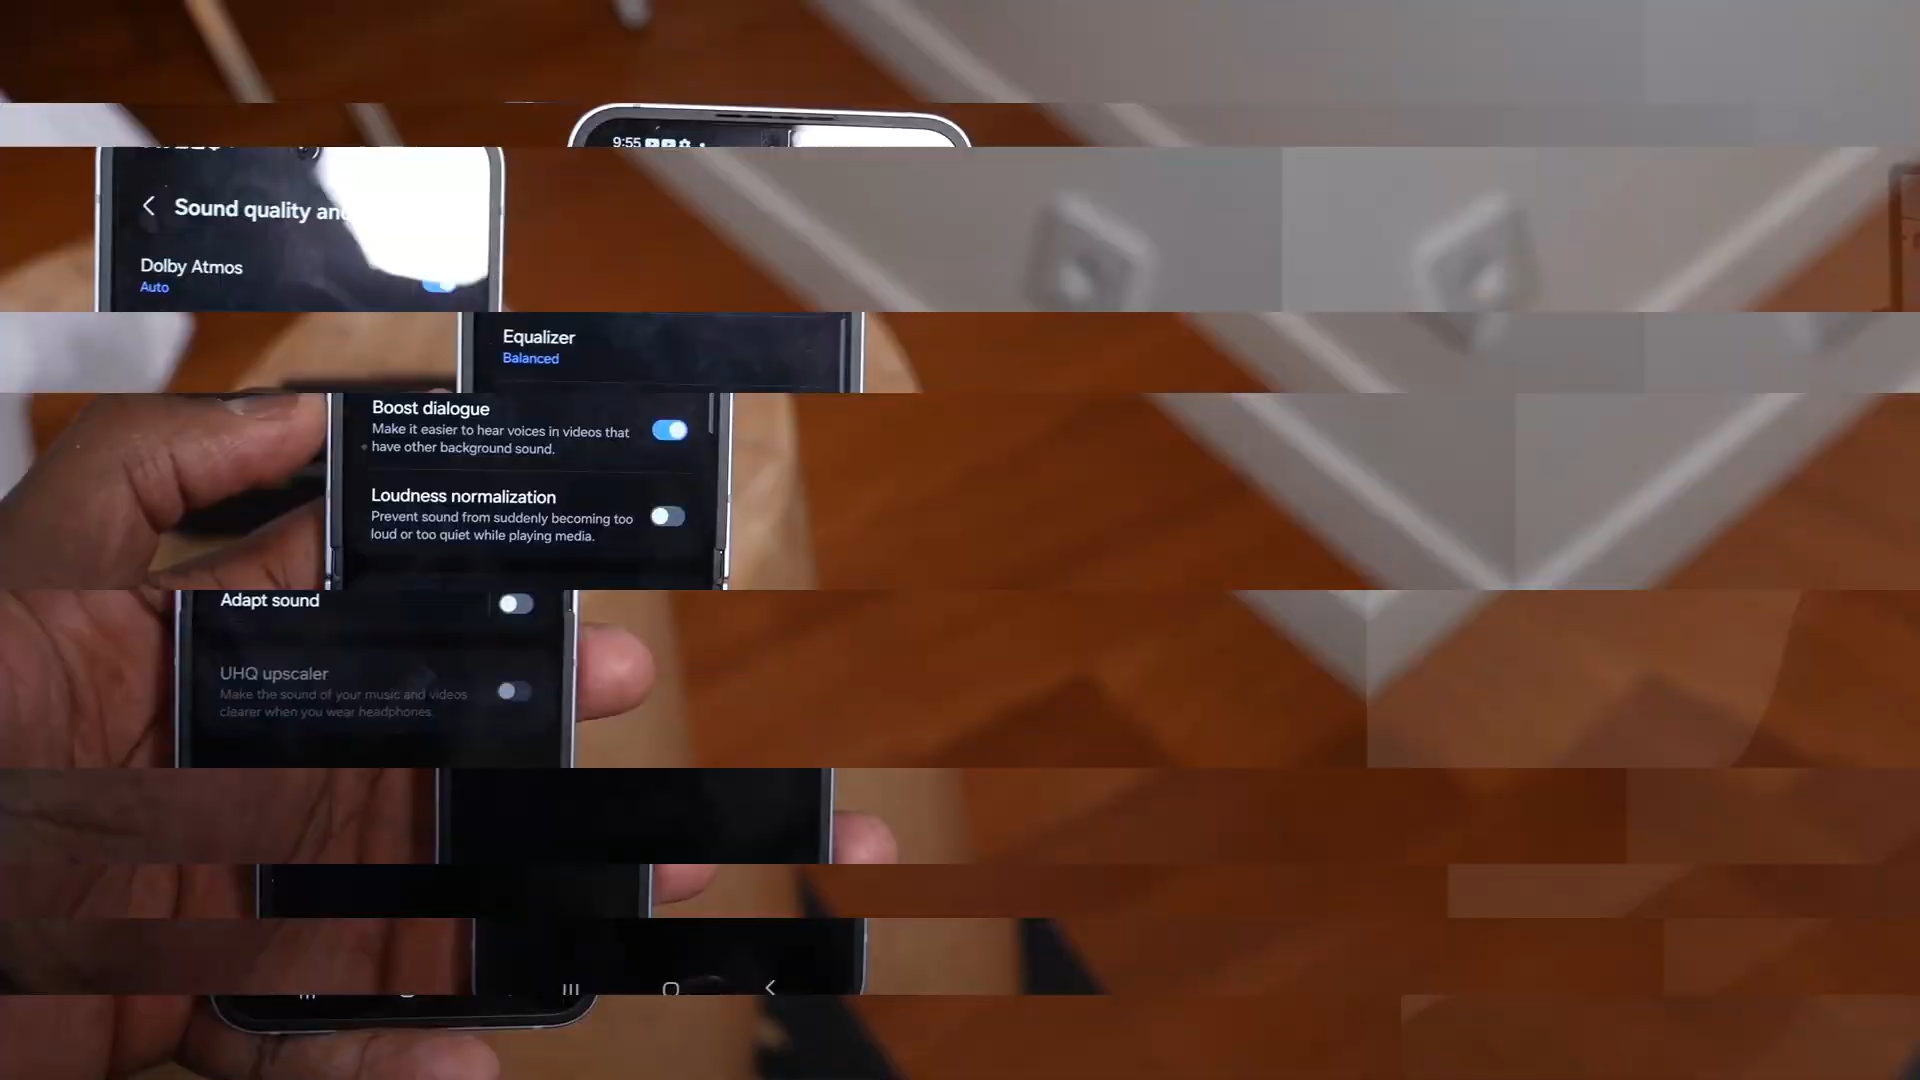 9:55
Sound quality and
Dolby Atmos
Auto
Equalizer
Balanced
Boost dialogue
Make it easier to hear voices in videos that
have other background sound.
Loudness normalization
Prevent sound from suddenly becoming too
loud or too quiet while playing media.
Adapt sound
UHQ upscaler
Make the sound of your music and videos
clearer when you wear headphones.